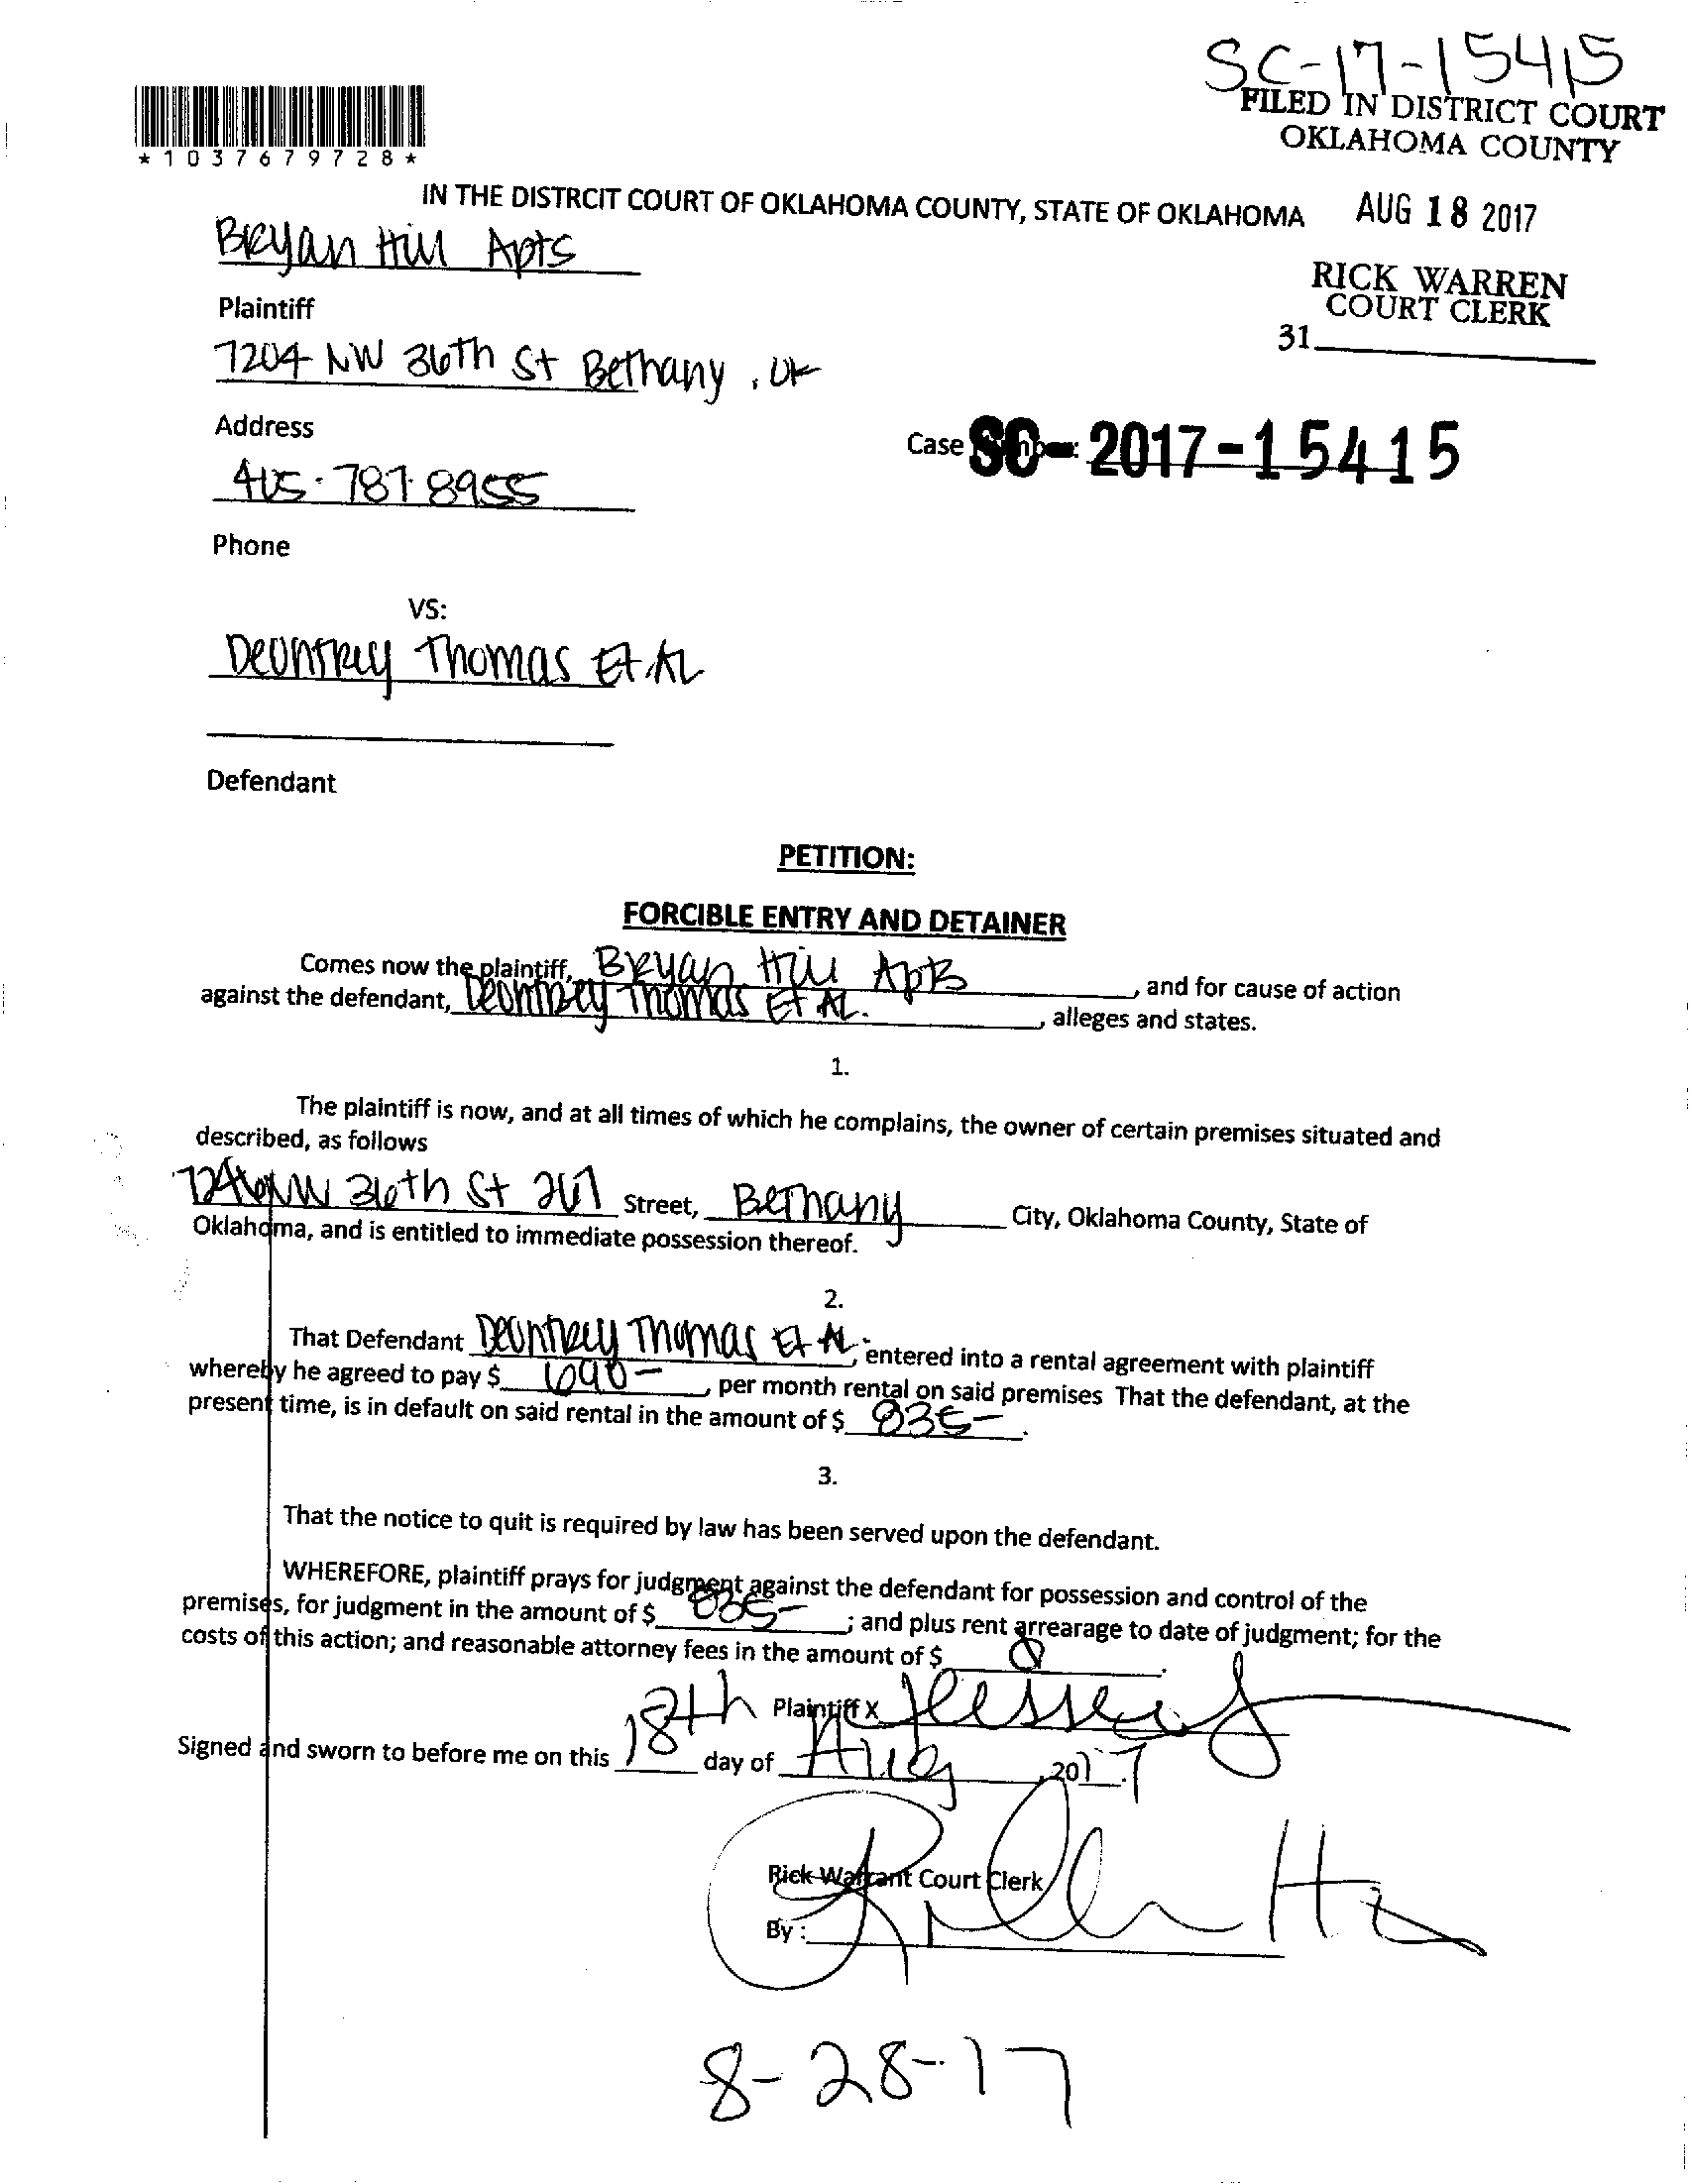 SC-17-15415
FILED IN DISTRICT COURT
OKLAHOMA COUNTY
*1037679728*
IN THE DISTRCIT COURT OF OKLAHOMA COUNTY, STATE OF OKLAHOMA
AUG 18 2017
Bryan Hill Apts
RICK WARREN
COURT CLERK
Plaintiff
31
7204 NW 36th St Bethany, OK
Address
Case SC-2017-15415
405-787-8955
Phone
VS:
Deontrey Thomas Et.AL
Defendant
PETITION:
FORCIBLE ENTRY AND DETAINER
Comes now the plaintiff, Bryan Hill Apts, and for cause of action
against the defendant, Deontrey Thomas Et AL., alleges and states.
1.
The plaintiff is now, and at all times of which he complains, the owner of certain premises situated and
described, as follows
NW 36th St 267 Street, Bethany City, Oklahoma County, State of
Oklahoma, and is entitled to immediate possession thereof.
2.
That Defendant Deontrey Thomas Et AL., entered into a rental agreement with plaintiff
whereby he agreed to pay $ 690-, per month rental on said premises That the defendant, at the
present time, is in default on said rental in the amount of $ 835-.
3.
That the notice to quit is required by law has been served upon the defendant.
WHEREFORE, plaintiff prays for judgment against the defendant for possession and control of the
premises, for judgment in the amount of $ 835-; and plus rent arrearage to date of judgment; for the
costs of this action; and reasonable attorney fees in the amount of $
Plaintiff X
Signed and sworn to before me on this 18th day of Aug, 2017
Rick Warrant Court Clerk
By:
8-28-17